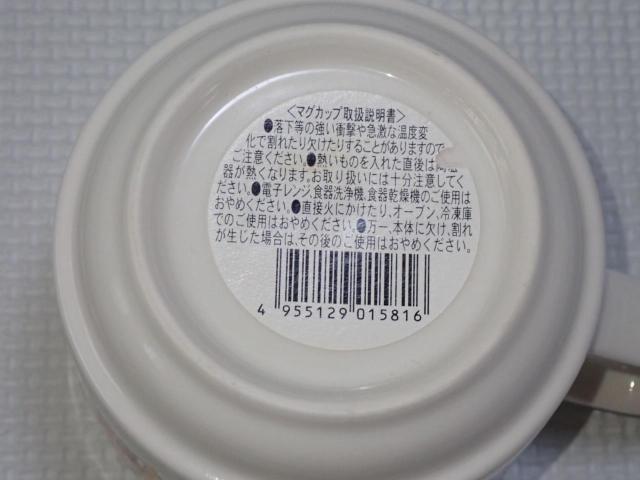 〈マグカップ取扱説明書〉
●落下等の強い衝撃や急激な温度変
化で割れたり欠けたりすることがありますので
ご注意ください。●熱いものを入れた直後は
器が熱くなります。お取り扱いには十分注意してく
ださい。●電子レンジ、食器洗浄機、食器乾燥機のご使用は
おやめください。●直接火にかけたり、オーブン、冷凍庫
でのご使用はおやめください。●万一、本体に欠け、割れ
が生じた場合は、その後のご使用はおやめください。
4 955129 015816